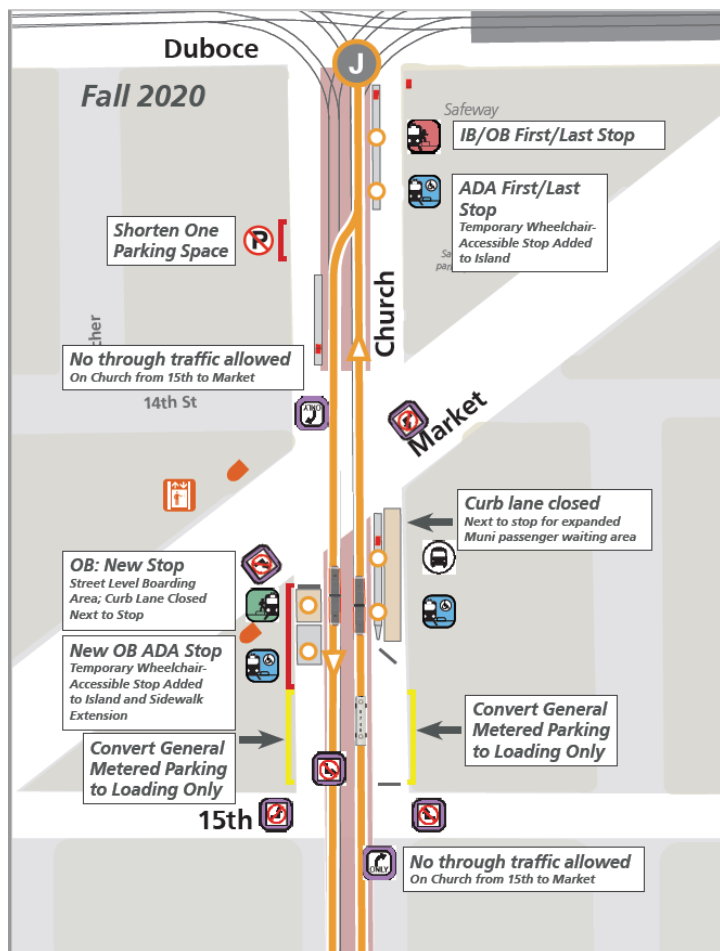 Duboce
J
Fall 2020
Safeway
IB/OB First/Last Stop
ADA First/Last
Stop
Temporary Wheelchair-
Accessible Stop Added
to Island
Shorten One
Parking Space
P
Church
cher
No through traffic allowed
On Church from 15th to Market
14th St
ONLY
Market
Curb lane closed
Next to stop for expanded
Muni passenger waiting area
OB: New Stop
Street Level Boarding
Area; Curb Lane Closed
Next to Stop
New OB ADA Stop
Temporary Wheelchair-
Accessible Stop Added
to Island and Sidewalk
Extension
Convert General
Metered Parking
to Loading Only
Convert General
Metered Parking
to Loading Only
15th
ONLY
No through traffic allowed
On Church from 15th to Market